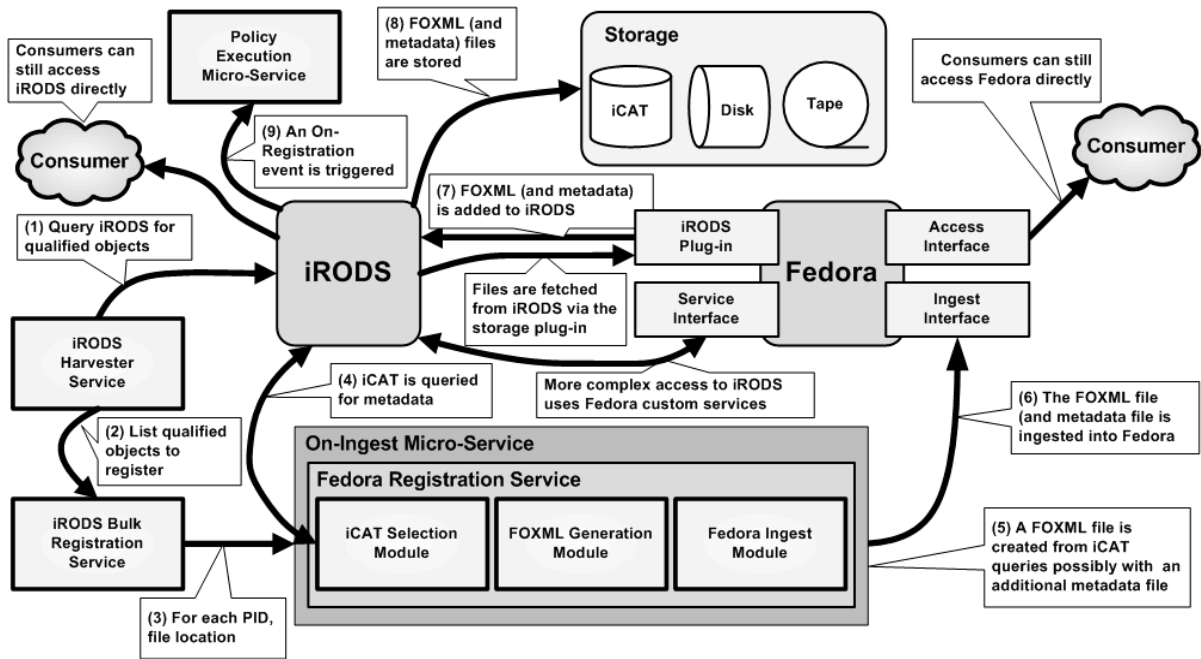 Consumers can
still access
iRODS directly
Policy
Execution
Micro-Service
(8) FOXML (and
metadata) files
are stored
Storage
iCAT
Disk
Tape
Consumers can still
access Fedora directly
Consumer
(9) An On-
Registration
event is triggered
Consumer
(1) Query iRODS for
qualified objects
(7) FOXML (and metadata)
is added to iRODS
iRODS
iRODS
Plug-in
Fedora
Access
Interface
Files are fetched
from iRODS via the
storage plug-in
Service
Interface
Ingest
Interface
iRODS
Harvester
Service
(4) iCAT is queried
for metadata
More complex access to iRODS
uses Fedora custom services
(6) The FOXML file
(and metadata file is
ingested into Fedora
(2) List qualified
objects to
register
On-Ingest Micro-Service
Fedora Registration Service
iCAT Selection
Module
FOXML Generation
Module
Fedora Ingest
Module
iRODS Bulk
Registration
Service
(5) A FOXML file is
created from iCAT
queries possibly with an
additional metadata file
(3) For each PID,
file location